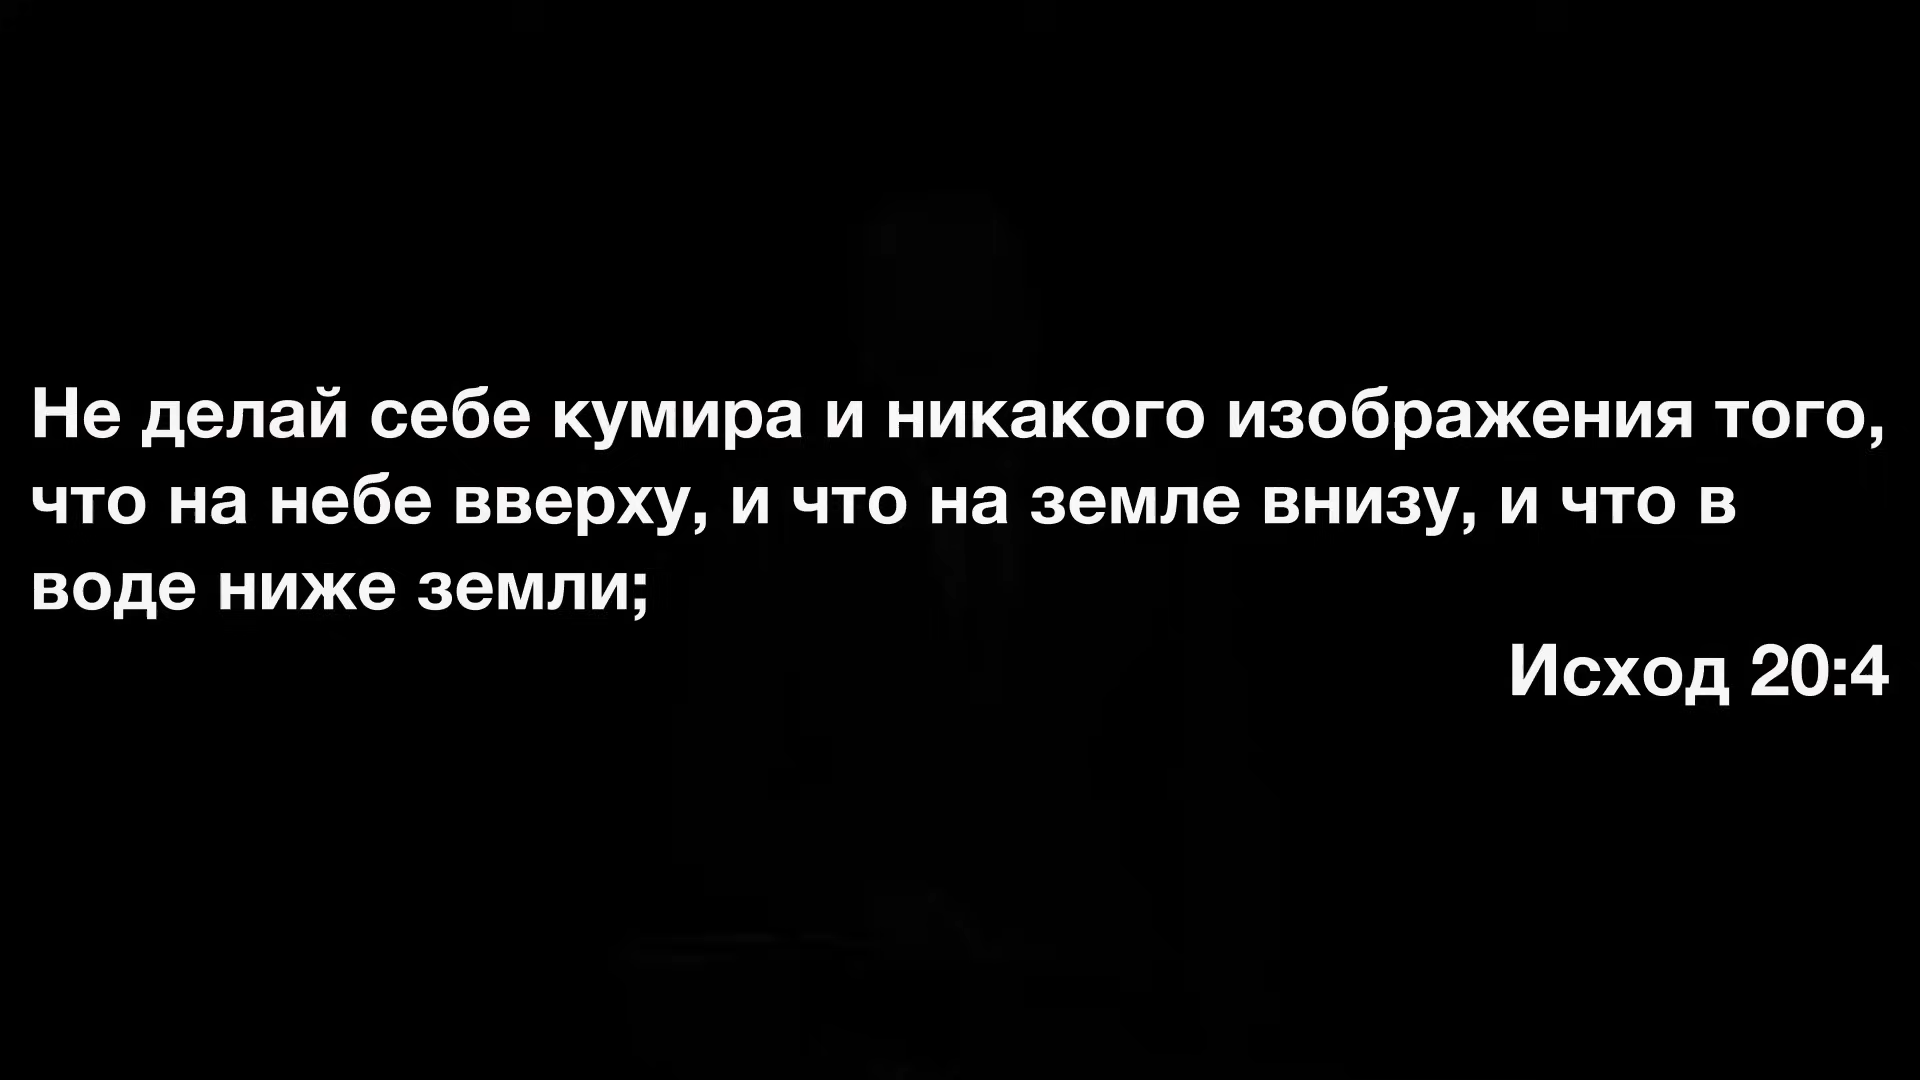 Не делай себе кумира и никакого изображения того,
что на небе вверху, и что на земле внизу, и что в
воде ниже земли;
Исход 20:4